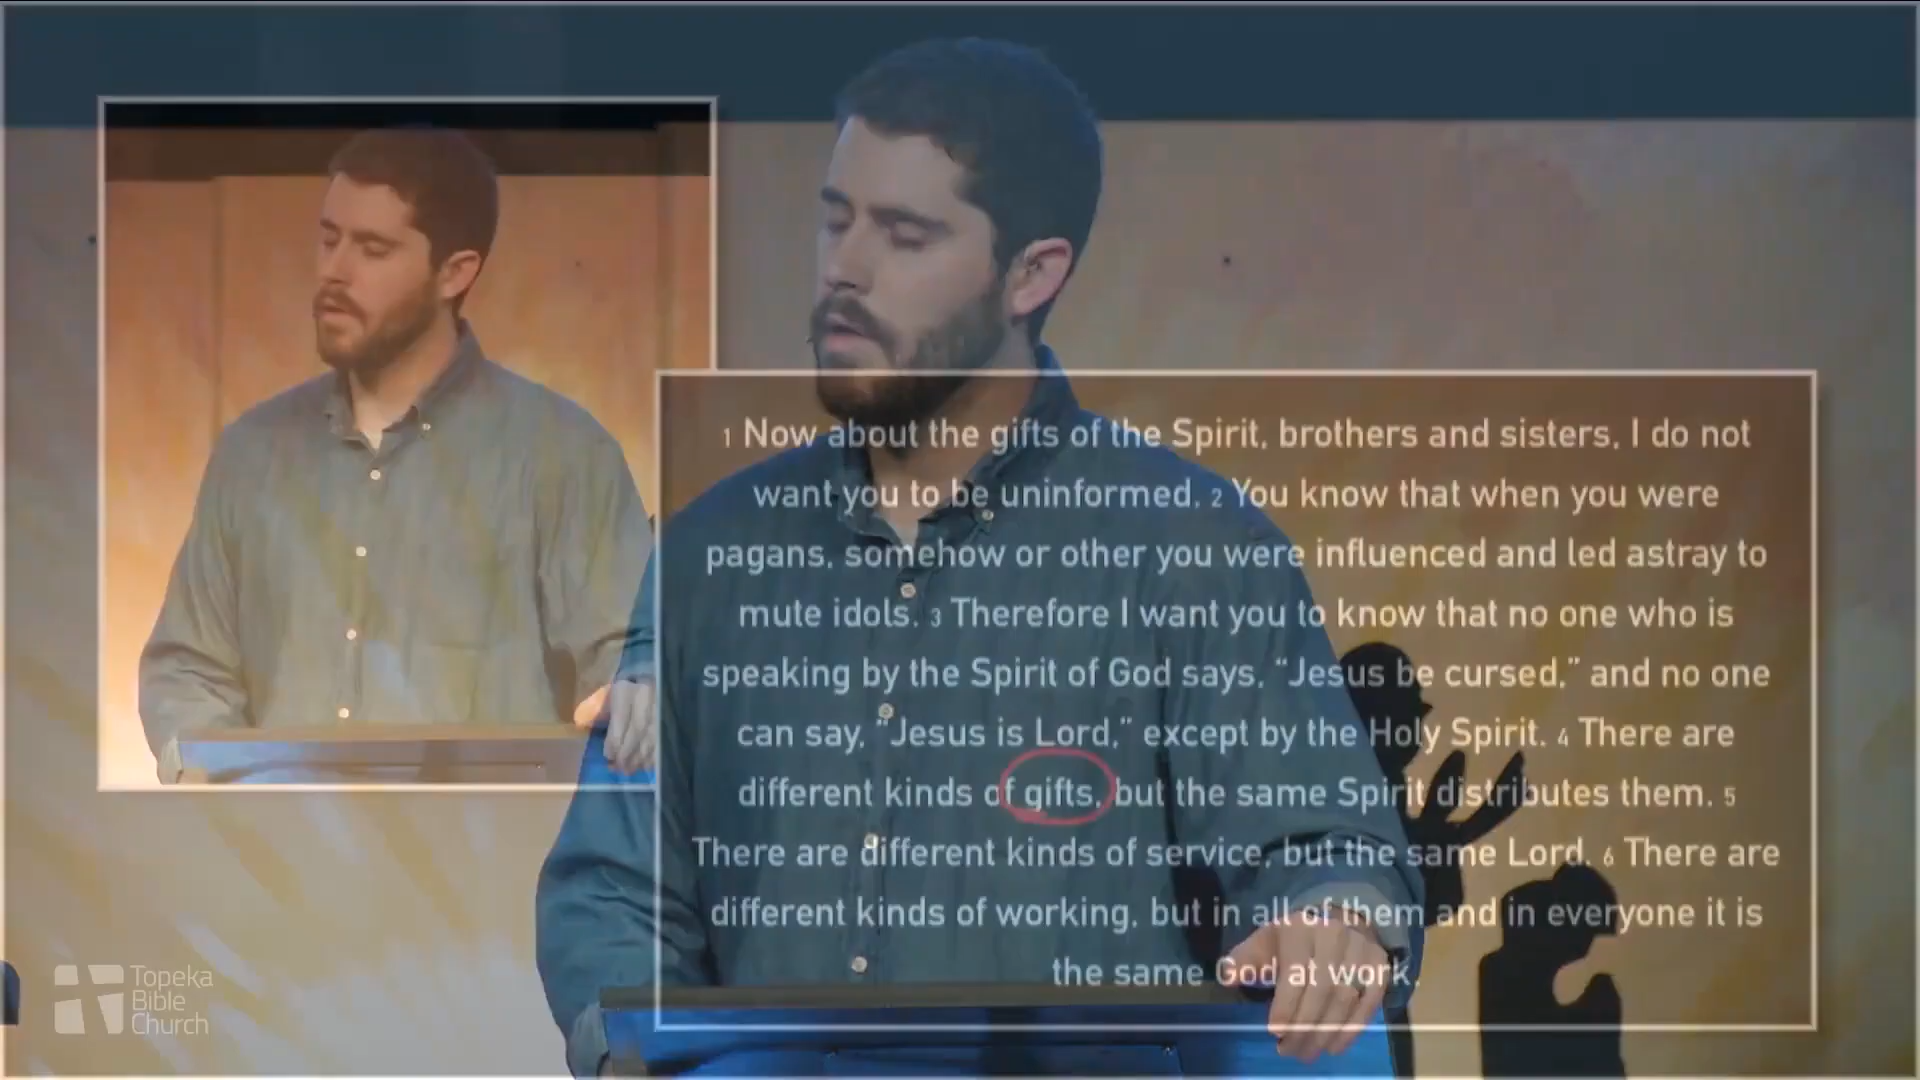 1 Now about the gifts of the Spirit, brothers and sisters, I do not
want you to be uninformed. 2 You know that when you were
pagans, somehow or other you were influenced and led astray to
mute idols. 3 Therefore I want you to know that no one who is
speaking by the Spirit of God says, “Jesus be cursed,” and no one
can say, “Jesus is Lord,” except by the Holy Spirit. 4 There are
different kinds of gifts, but the same Spirit distributes them. 5
There are different kinds of service, but the same Lord. 6 There are
different kinds of working, but in all of them and in everyone it is
the same God at work.
Topeka
Bible
Church